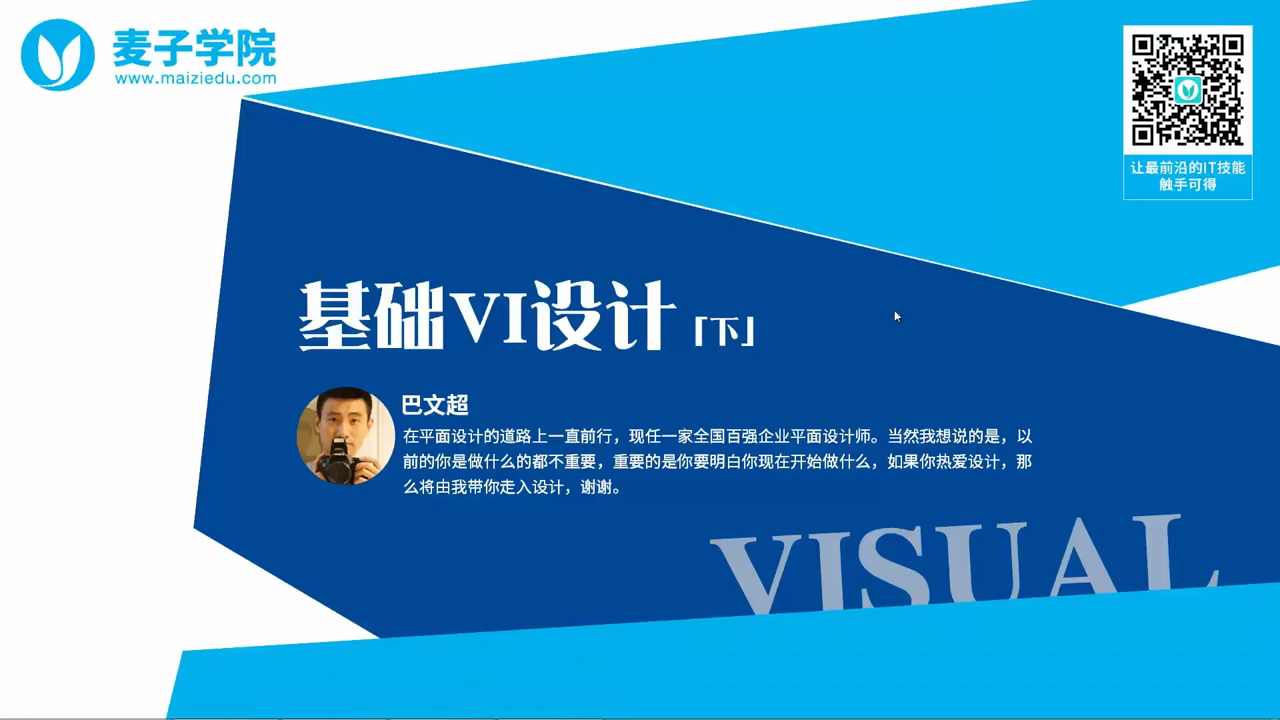 麦子学院
www.maiziedu.com
让最前沿的IT技能
触手可得
基础VI设计「下」
巴文超
在平面设计的道路上一直前行，现任一家全国百强企业平面设计师。当然我想说的是，以
前的你是做什么的都不重要，重要的是你要明白你现在开始做什么，如果你热爱设计，那
么将由我带你走入设计，谢谢。
VISUAL